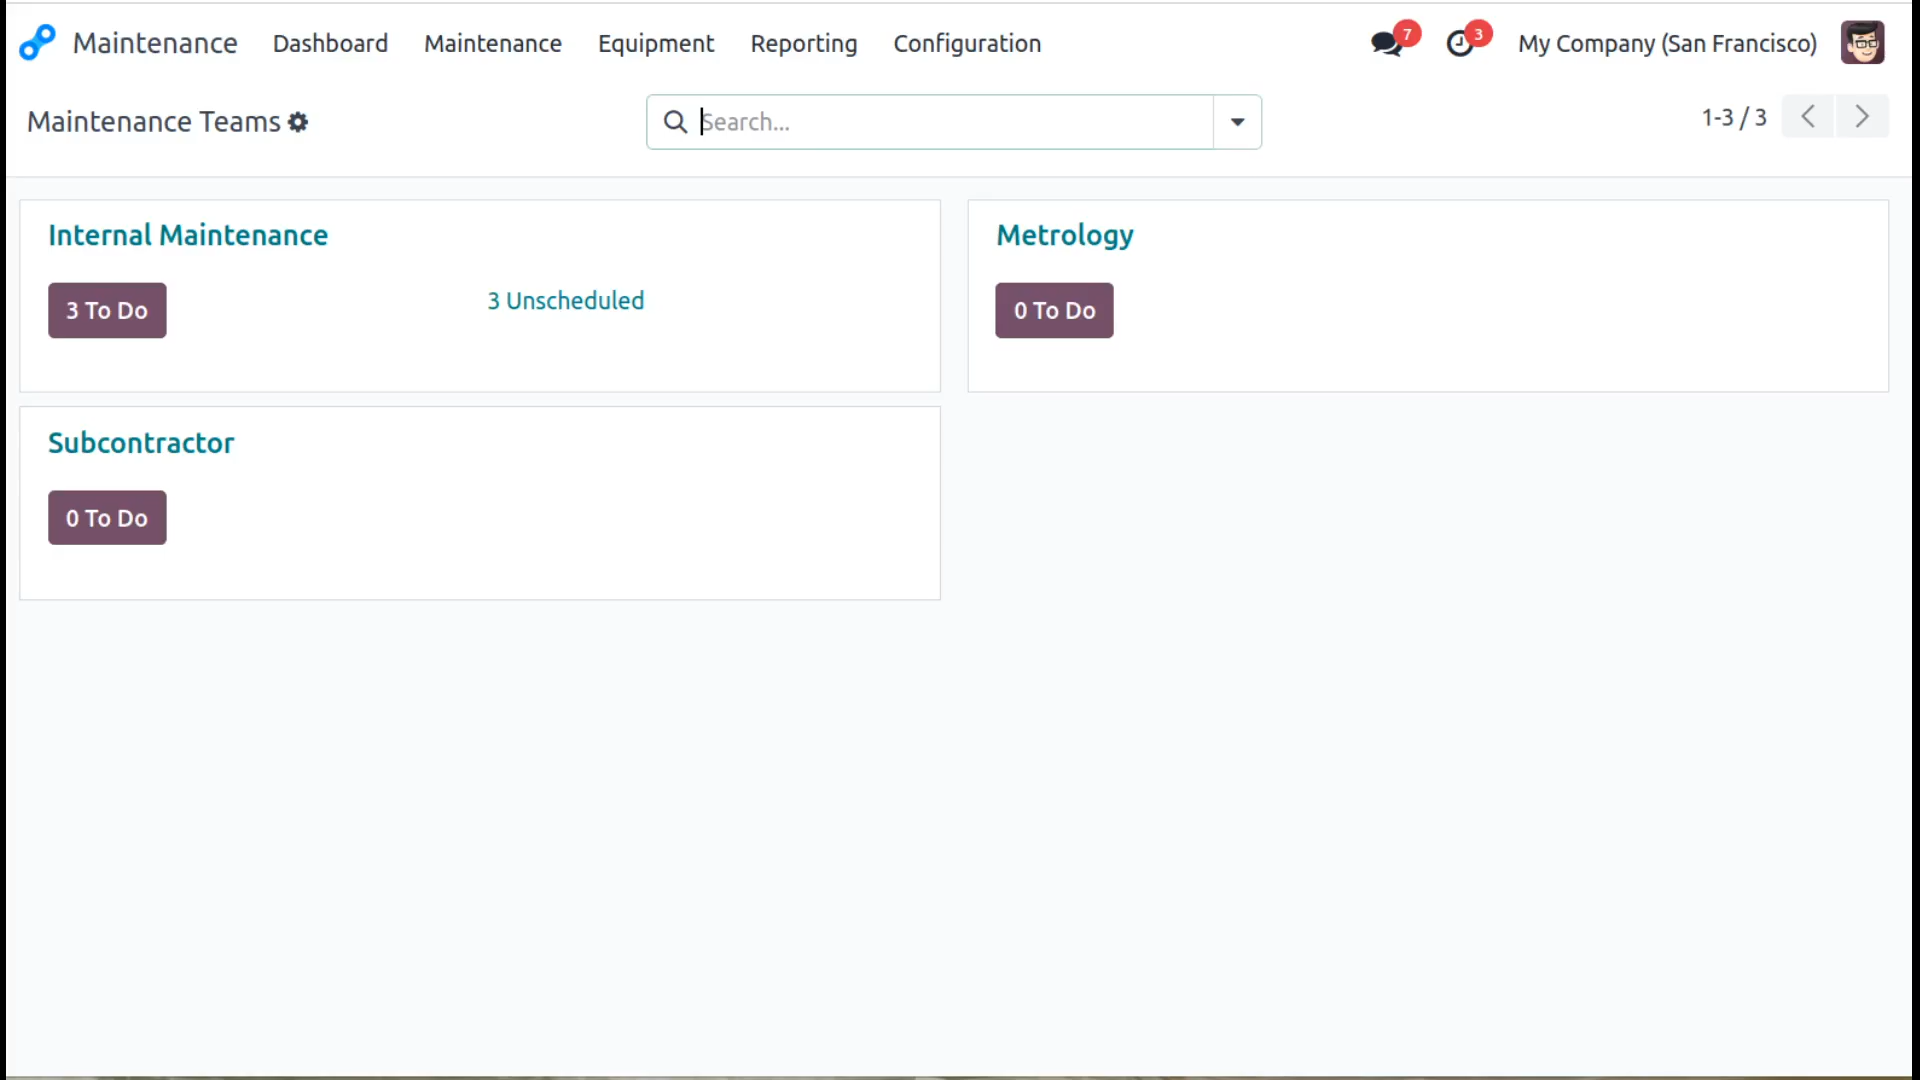 Maintenance Dashboard Maintenance Equipment Reporting Configuration 7 3 My Company (San Francisco)
Maintenance Teams Search... 1-3 / 3
Internal Maintenance
3 To Do 3 Unscheduled
Metrology
0 To Do
Subcontractor
0 To Do